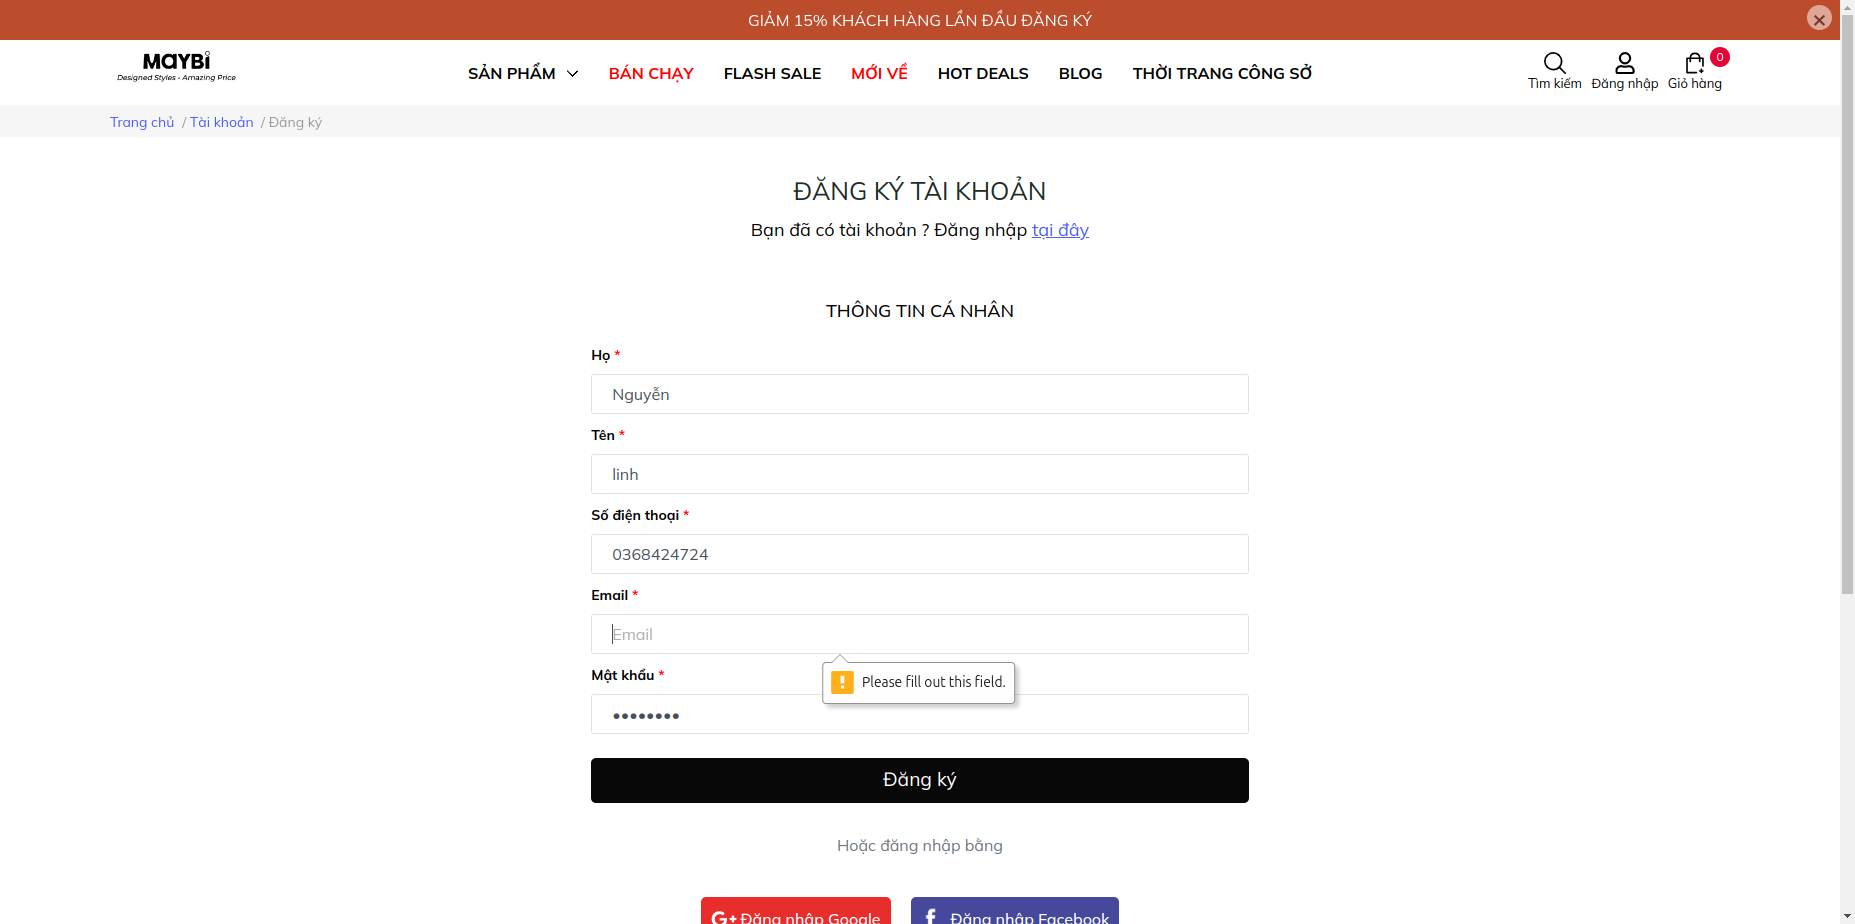 GIẢM 15% KHÁCH HÀNG LẦN ĐẦU ĐĂNG KÝ
MAYBI
Designed Styles - Amazing Price
SẢN PHẨM BÁN CHẠY FLASH SALE MỚI VỀ HOT DEALS BLOG THỜI TRANG CÔNG SỞ
Tìm kiếm Đăng nhập Giỏ hàng 0
Trang chủ / Tài khoản / Đăng ký
ĐĂNG KÝ TÀI KHOẢN
Bạn đã có tài khoản ? Đăng nhập tại đây
THÔNG TIN CÁ NHÂN
Họ *
Nguyễn
Tên *
linh
Số điện thoại *
0368424724
Email *
Email
Please fill out this field.
Mật khẩu *
••••••••
Đăng ký
Hoặc đăng nhập bằng
G+ Đăng nhập Google
f Đăng nhập Facebook